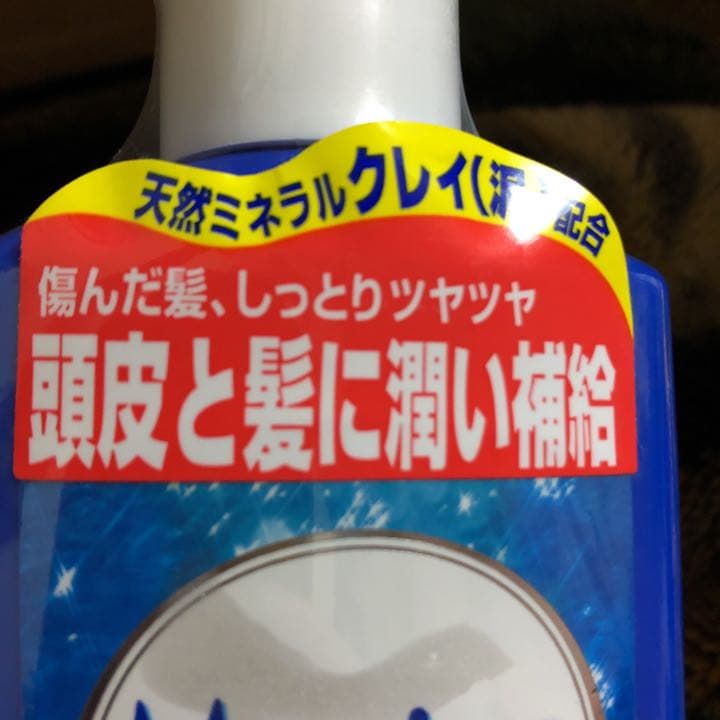 天然ミネラルクレイ(泥)配合
傷んだ髪、しっとりツヤツヤ
頭皮と髪に潤い補給